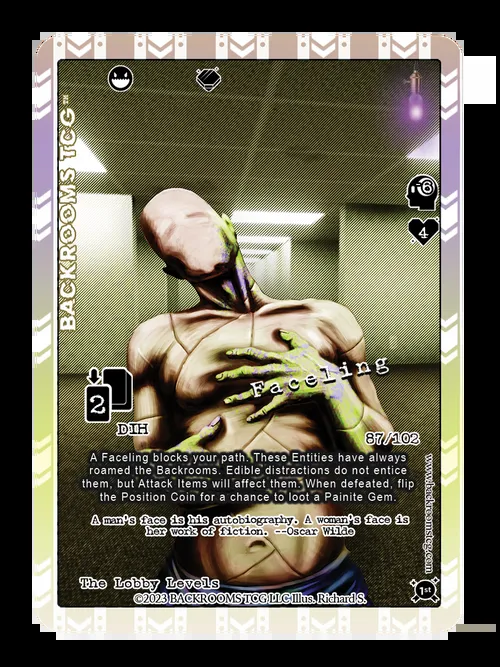 BACKROOMS TCG™
6
4
Faceling
2
DIH
87/102
A Faceling blocks your path. These Entities have always
roamed the Backrooms. Edible distractions do not entice
them, but Attack Items will affect them. When defeated, flip
the Position Coin for a chance to loot a Painite Gem.
A man's face is his autobiography. A woman's face is
her work of fiction. --Oscar Wilde
www.backroomstcg.com
The Lobby Levels
©2023 BACKROOMS TCG LLC Illus. Richard S.
1st